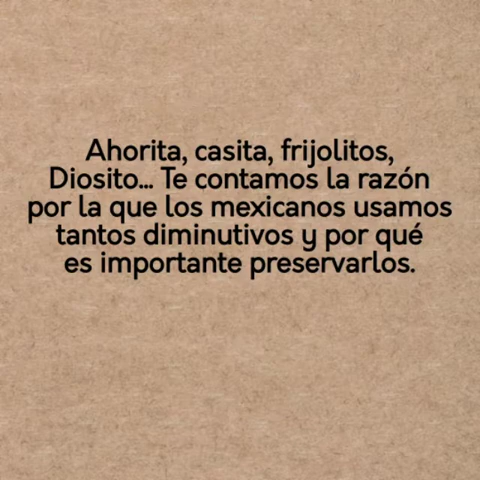 Ahorita, casita, frijolitos,
Diosito... Te contamos la razón
por la que los mexicanos usamos
tantos diminutivos y por qué
es importante preservarlos.